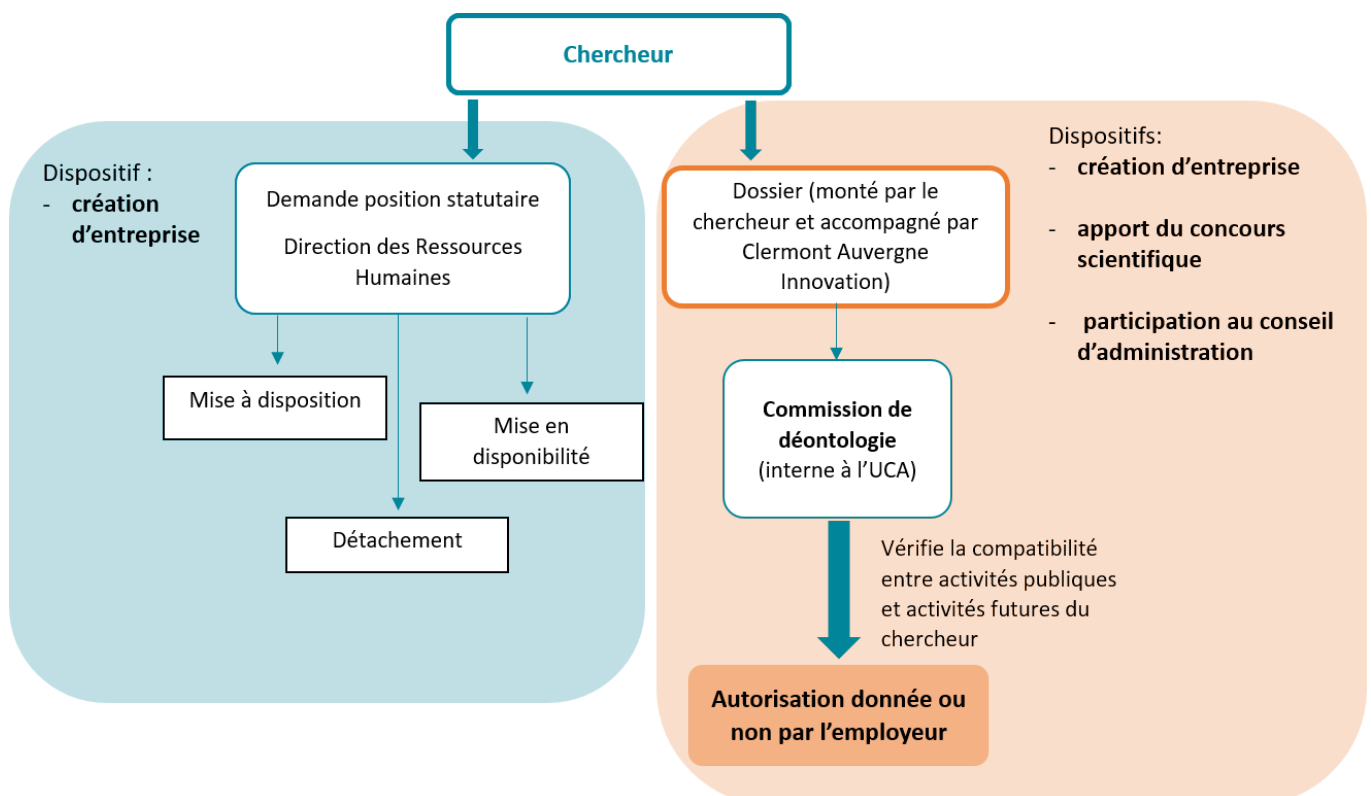 Chercheur
Dispositif :
- création
d'entreprise
Demande position statutaire
Direction des Ressources
Humaines
Mise à disposition
Mise en
disponibilité
Détachement
Dossier (monté par le
chercheur et accompagné par
Clermont Auvergne
Innovation)
Dispositifs:
- création d'entreprise
- apport du concours
scientifique
- participation au conseil
d'administration
Commission de
déontologie
(interne à l'UCA)
Vérifie la compatibilité
entre activités publiques
et activités futures du
chercheur
Autorisation donnée ou
non par l'employeur